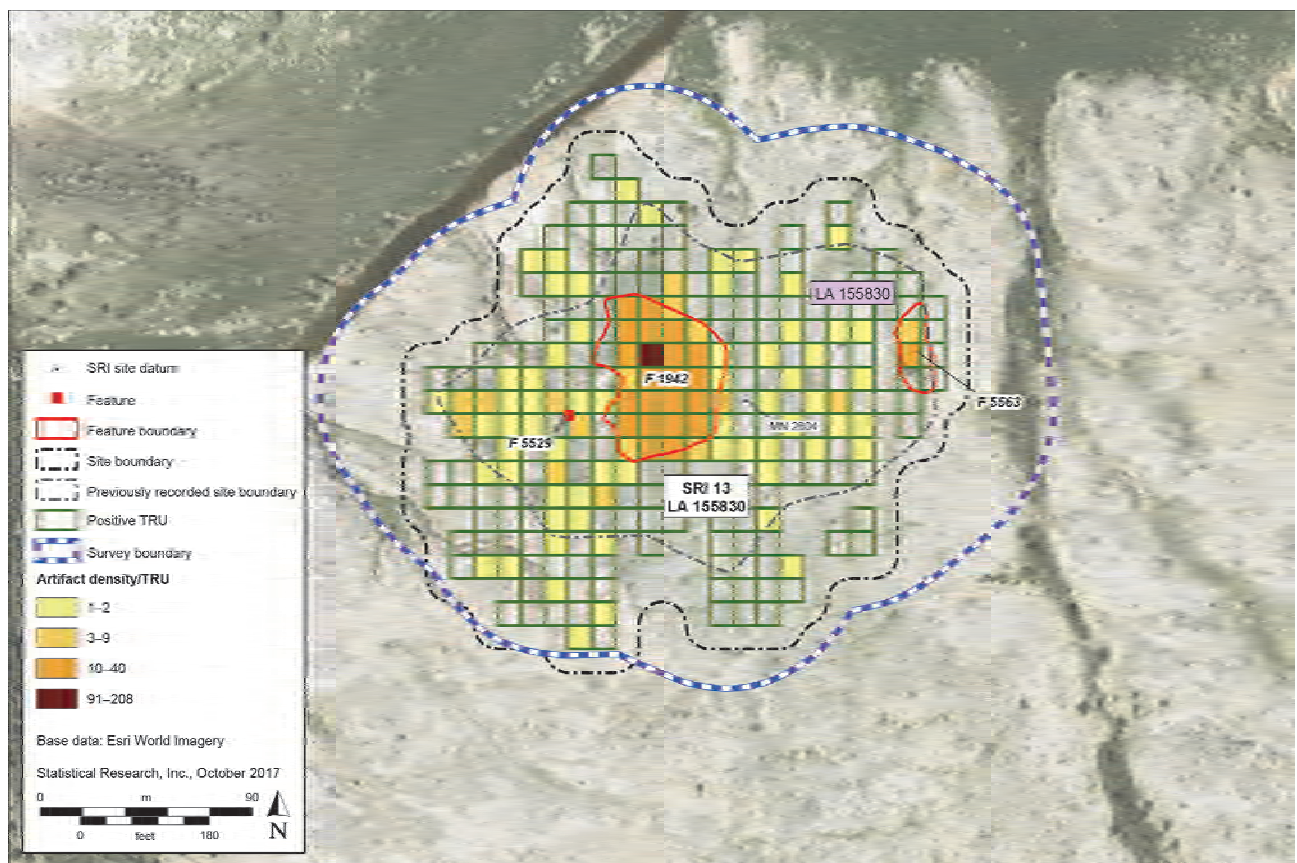 LA 155830
F 1942
F 5563
MN 2804
F 5529
SRI 13
LA 155830
SRI site datum
Feature
Feature boundary
Site boundary
Previously recorded site boundary
Positive TRU
Survey boundary
Artifact density/TRU
1–2
3–9
10–40
91–208
Base data: Esri World Imagery
Statistical Research, Inc., October 2017
0 m 90
0 feet 180
N